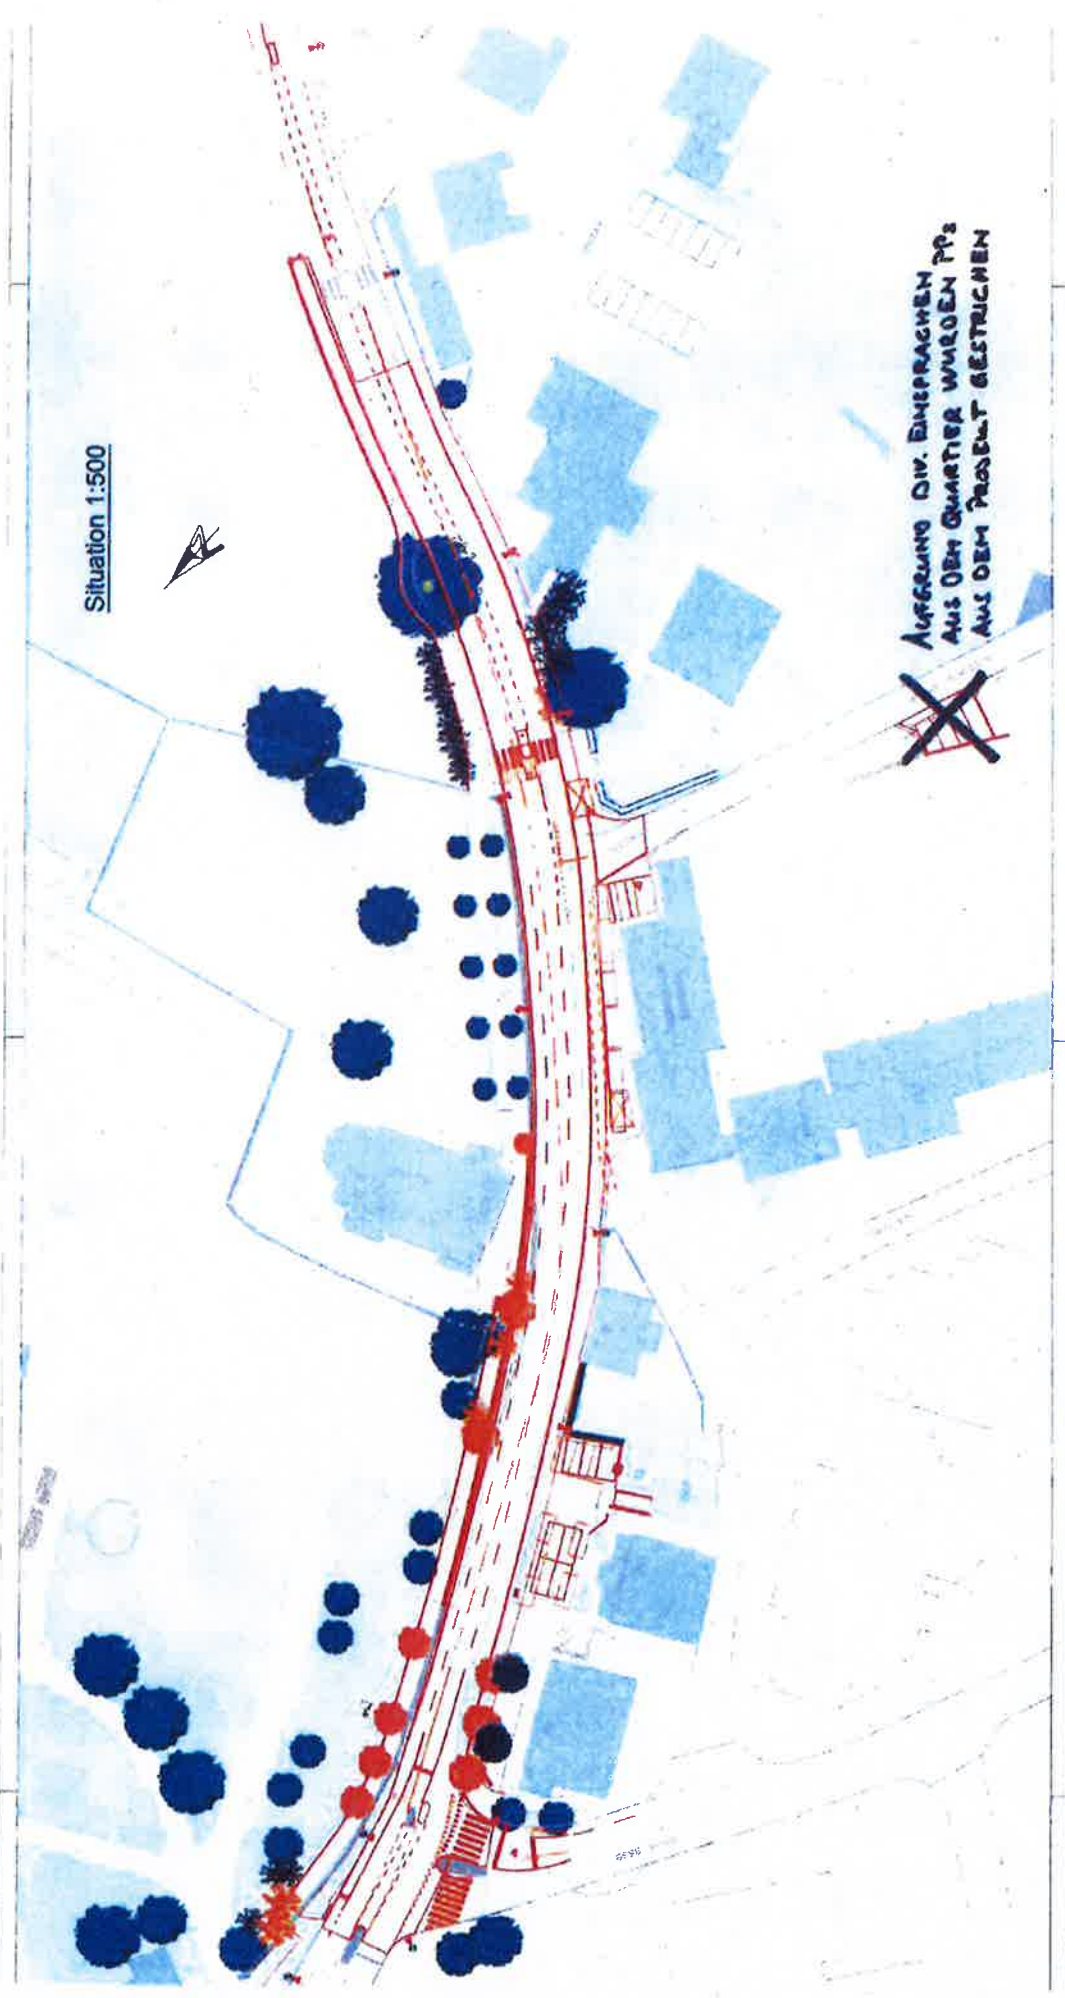 Situation 1:500
AUFGRUND DIV. EINSPRACHEN
AUS DEM QUARTIER WURDEN PPs
AUS DEM PROJEKT GESTRICHEN